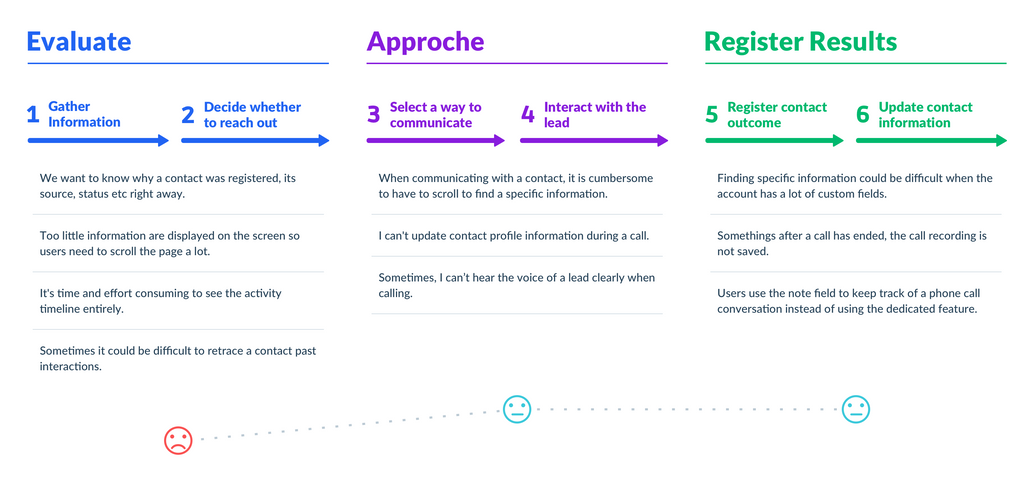 Evaluate
1 Gather
Information
2 Decide whether
to reach out
We want to know why a contact was registered, its
source, status etc right away.
Too little information are displayed on the screen so
users need to scroll the page a lot.
It's time and effort consuming to see the activity
timeline entirely.
Sometimes it could be difficult to retrace a contact past
interactions.
Approche
3 Select a way to
communicate
4 Interact with the
lead
When communicating with a contact, it is cumbersome
to have to scroll to find a specific information.
I can't update contact profile information during a call.
Sometimes, I can't hear the voice of a lead clearly when
calling.
Register Results
5 Register contact
outcome
6 Update contact
information
Finding specific information could be difficult when the
account has a lot of custom fields.
Somethings after a call has ended, the call recording is
not saved.
Users use the note field to keep track of a phone call
conversation instead of using the dedicated feature.